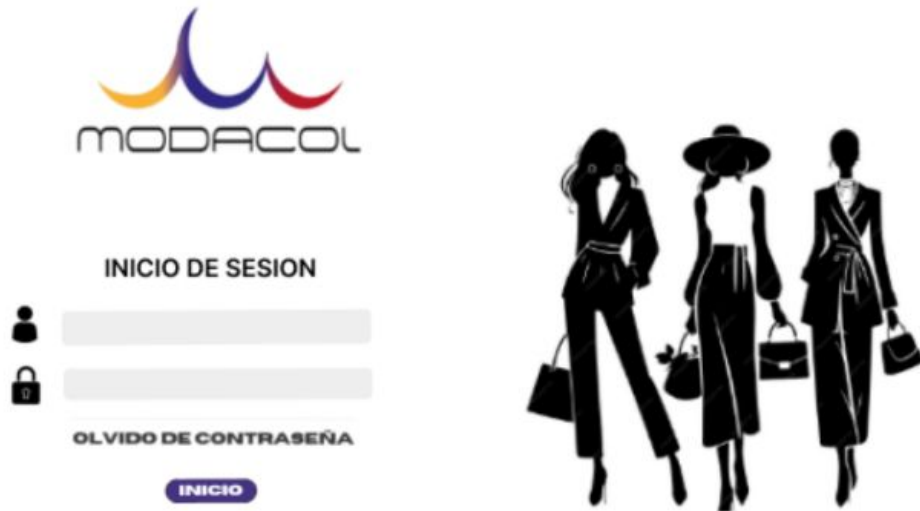 MODACOL
INICIO DE SESION
OLVIDO DE CONTRASEÑA
INICIO